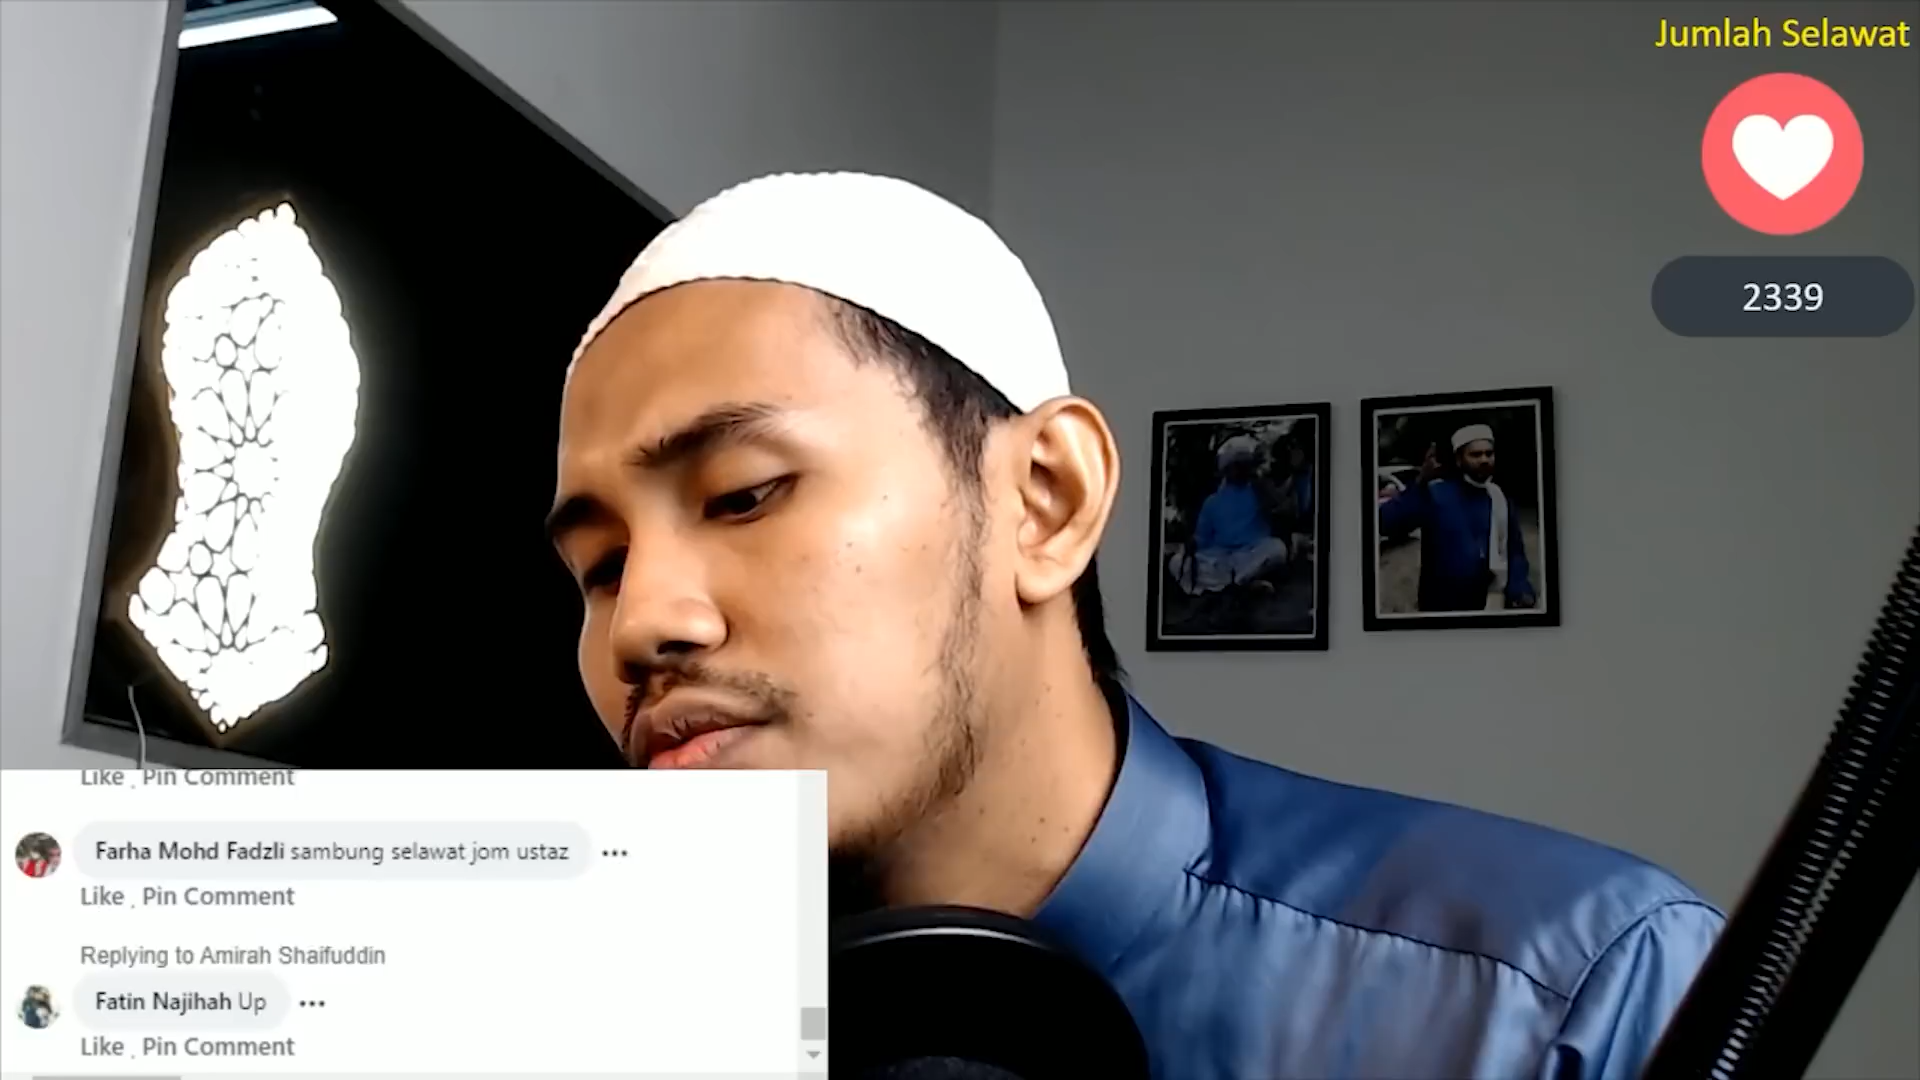 Jumlah Selawat
2339
Like . Pin Comment
Farha Mohd Fadzli sambung selawat jom ustaz
Like . Pin Comment
Replying to Amirah Shaifuddin
Fatin Najihah Up
Like . Pin Comment